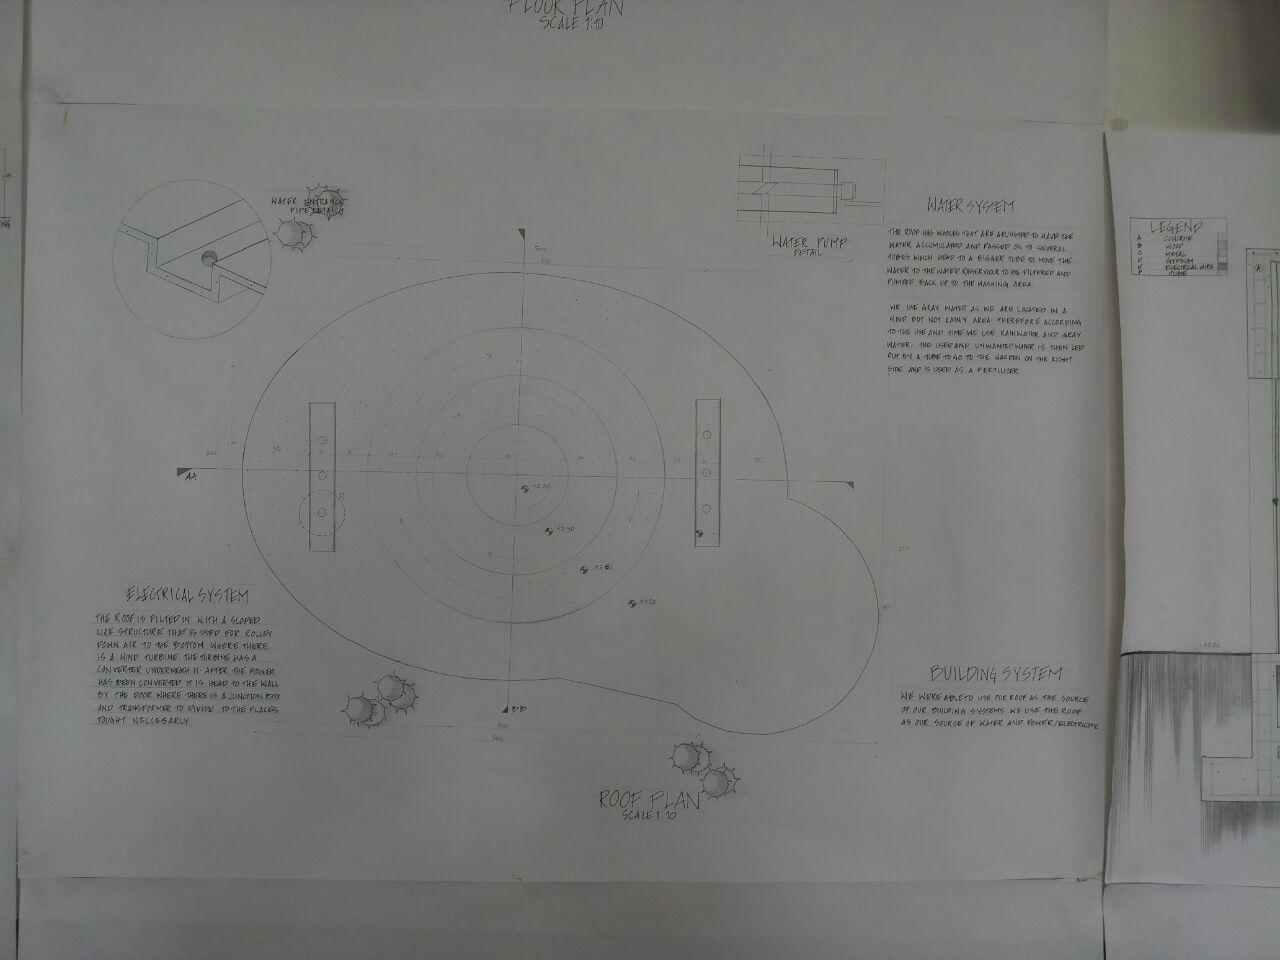 FLOOR PLAN
SCALE 1:10
WATER ENTRANCE
PIPE DETAIL
WATER PUMP
DETAIL
WATER SYSTEM
THE ROOF HAS WHOLES THAT ARE ADJUSTED TO HAVE THE
WATER ACCUMULATED AND PASSED ON TO SEVERAL
TUBES WHICH HEAD TO A BIGGER TUBE TO MOVE THE
WATER TO THE WATER RESERVOUR TO BE FILTERED AND
PUMPED BACK UP TO THE WASHING AREA.
WE USE GRAY WATER AS WE ARE LOCATED IN A
WIND BUT NOT RAINY AREA. THEREFORE ACCORDING
TO THE USE AND TIME WE USE RAINWATER AND GRAY
WATER. THE USED AND UNWANTED WATER IS THEN LED
OUT BY A TUBE TO GO TO THE GARDEN ON THE RIGHT
SIDE AND IS USED AS A FERTILIZER
LEGEND
A CONCRETE
B WOOD
C METAL
D GYPSUM
E ELECTRICAL WIRE
F TUBE
AA
ELECTRICAL SYSTEM
THE ROOF IS FILTED IN WITH A SLOPED
LIKE STRUCTURE THAT IS USED FOR ROLLEY
DOWN AIR TO THE BOTTOM WHERE THERE
IS A WIND TURBINE THE TURBINE HAS A
CONVERTER UNDERNEATH IT. AFTER THE POWER
HAS BEEN CONVERTED IT IS HEAD TO THE WALL
BY THE DOOR WHERE THERE IS A JUNCTION BOX
AND TRANSFORMER TO DIVIDE TO THE PLACES
TOUGHT NECCESARLY.
BUILDING SYSTEM
WE WERE ABLE TO USE OUR ROOF AS THE SOURCE
OF OUR BUILDING SYSTEMS. WE USE THE ROOF
AS OUR SOURCE OF WATER AND POWER/ELECTRICITY
BB
ROOF PLAN
SCALE 1:10